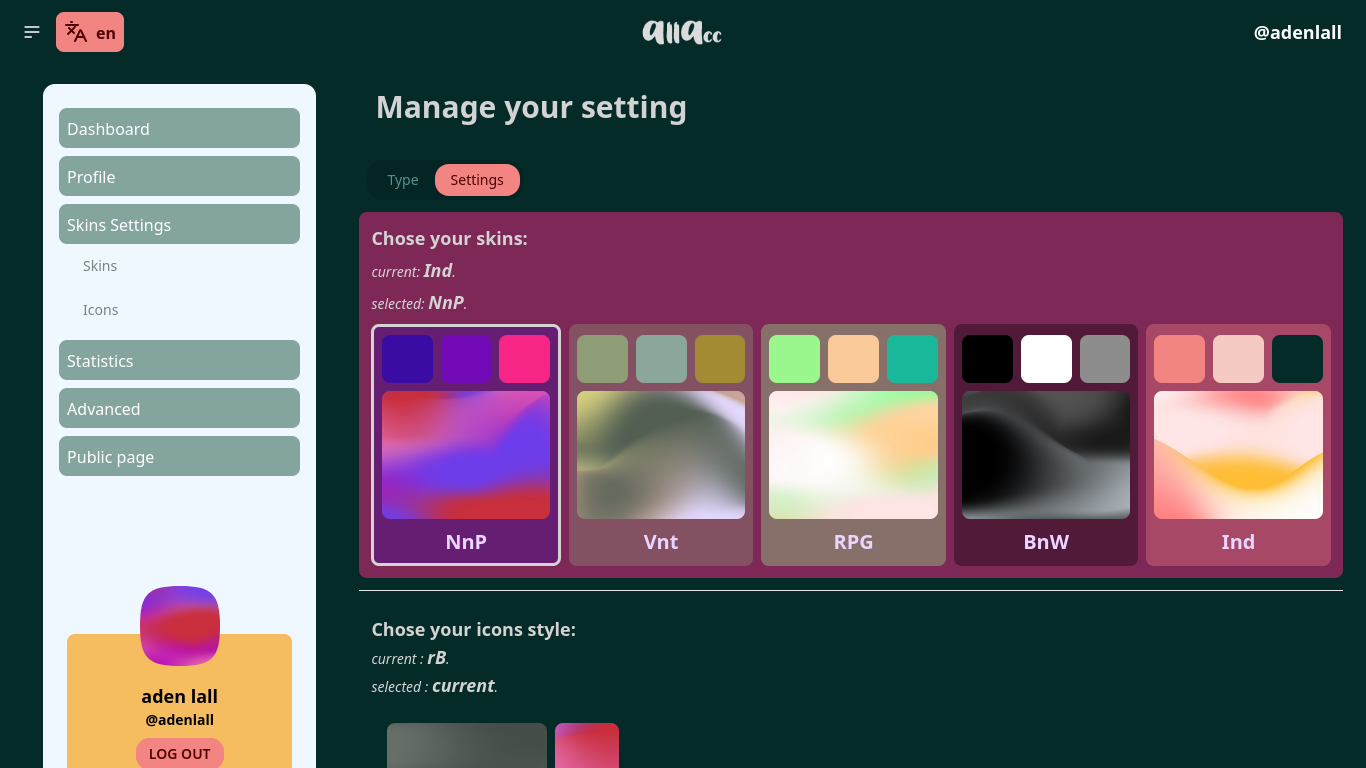 en
allacc
@adenlall
Dashboard
Profile
Skins Settings
Skins
Icons
Statistics
Advanced
Public page
aden lall
@adenlall
LOG OUT
Manage your setting
Type Settings
Chose your skins:
current: Ind.
selected: NnP.
NnP Vnt RPG BnW Ind
Chose your icons style:
current : rB.
selected : current.